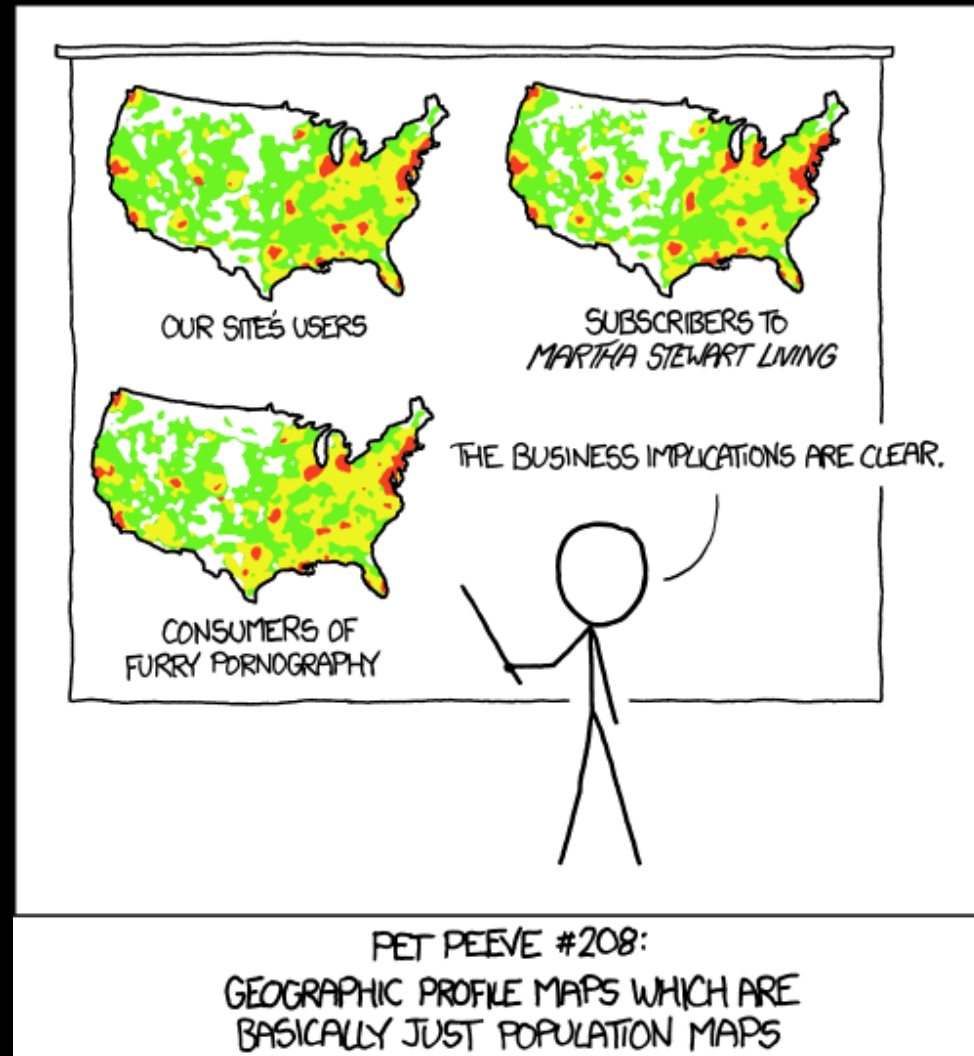 OUR SITE'S USERS
SUBSCRIBERS TO
MARTHA STEWART LIVING
CONSUMERS OF
FURRY PORNOGRAPHY
THE BUSINESS IMPLICATIONS ARE CLEAR.
PET PEEVE #208:
GEOGRAPHIC PROFILE MAPS WHICH ARE
BASICALLY JUST POPULATION MAPS